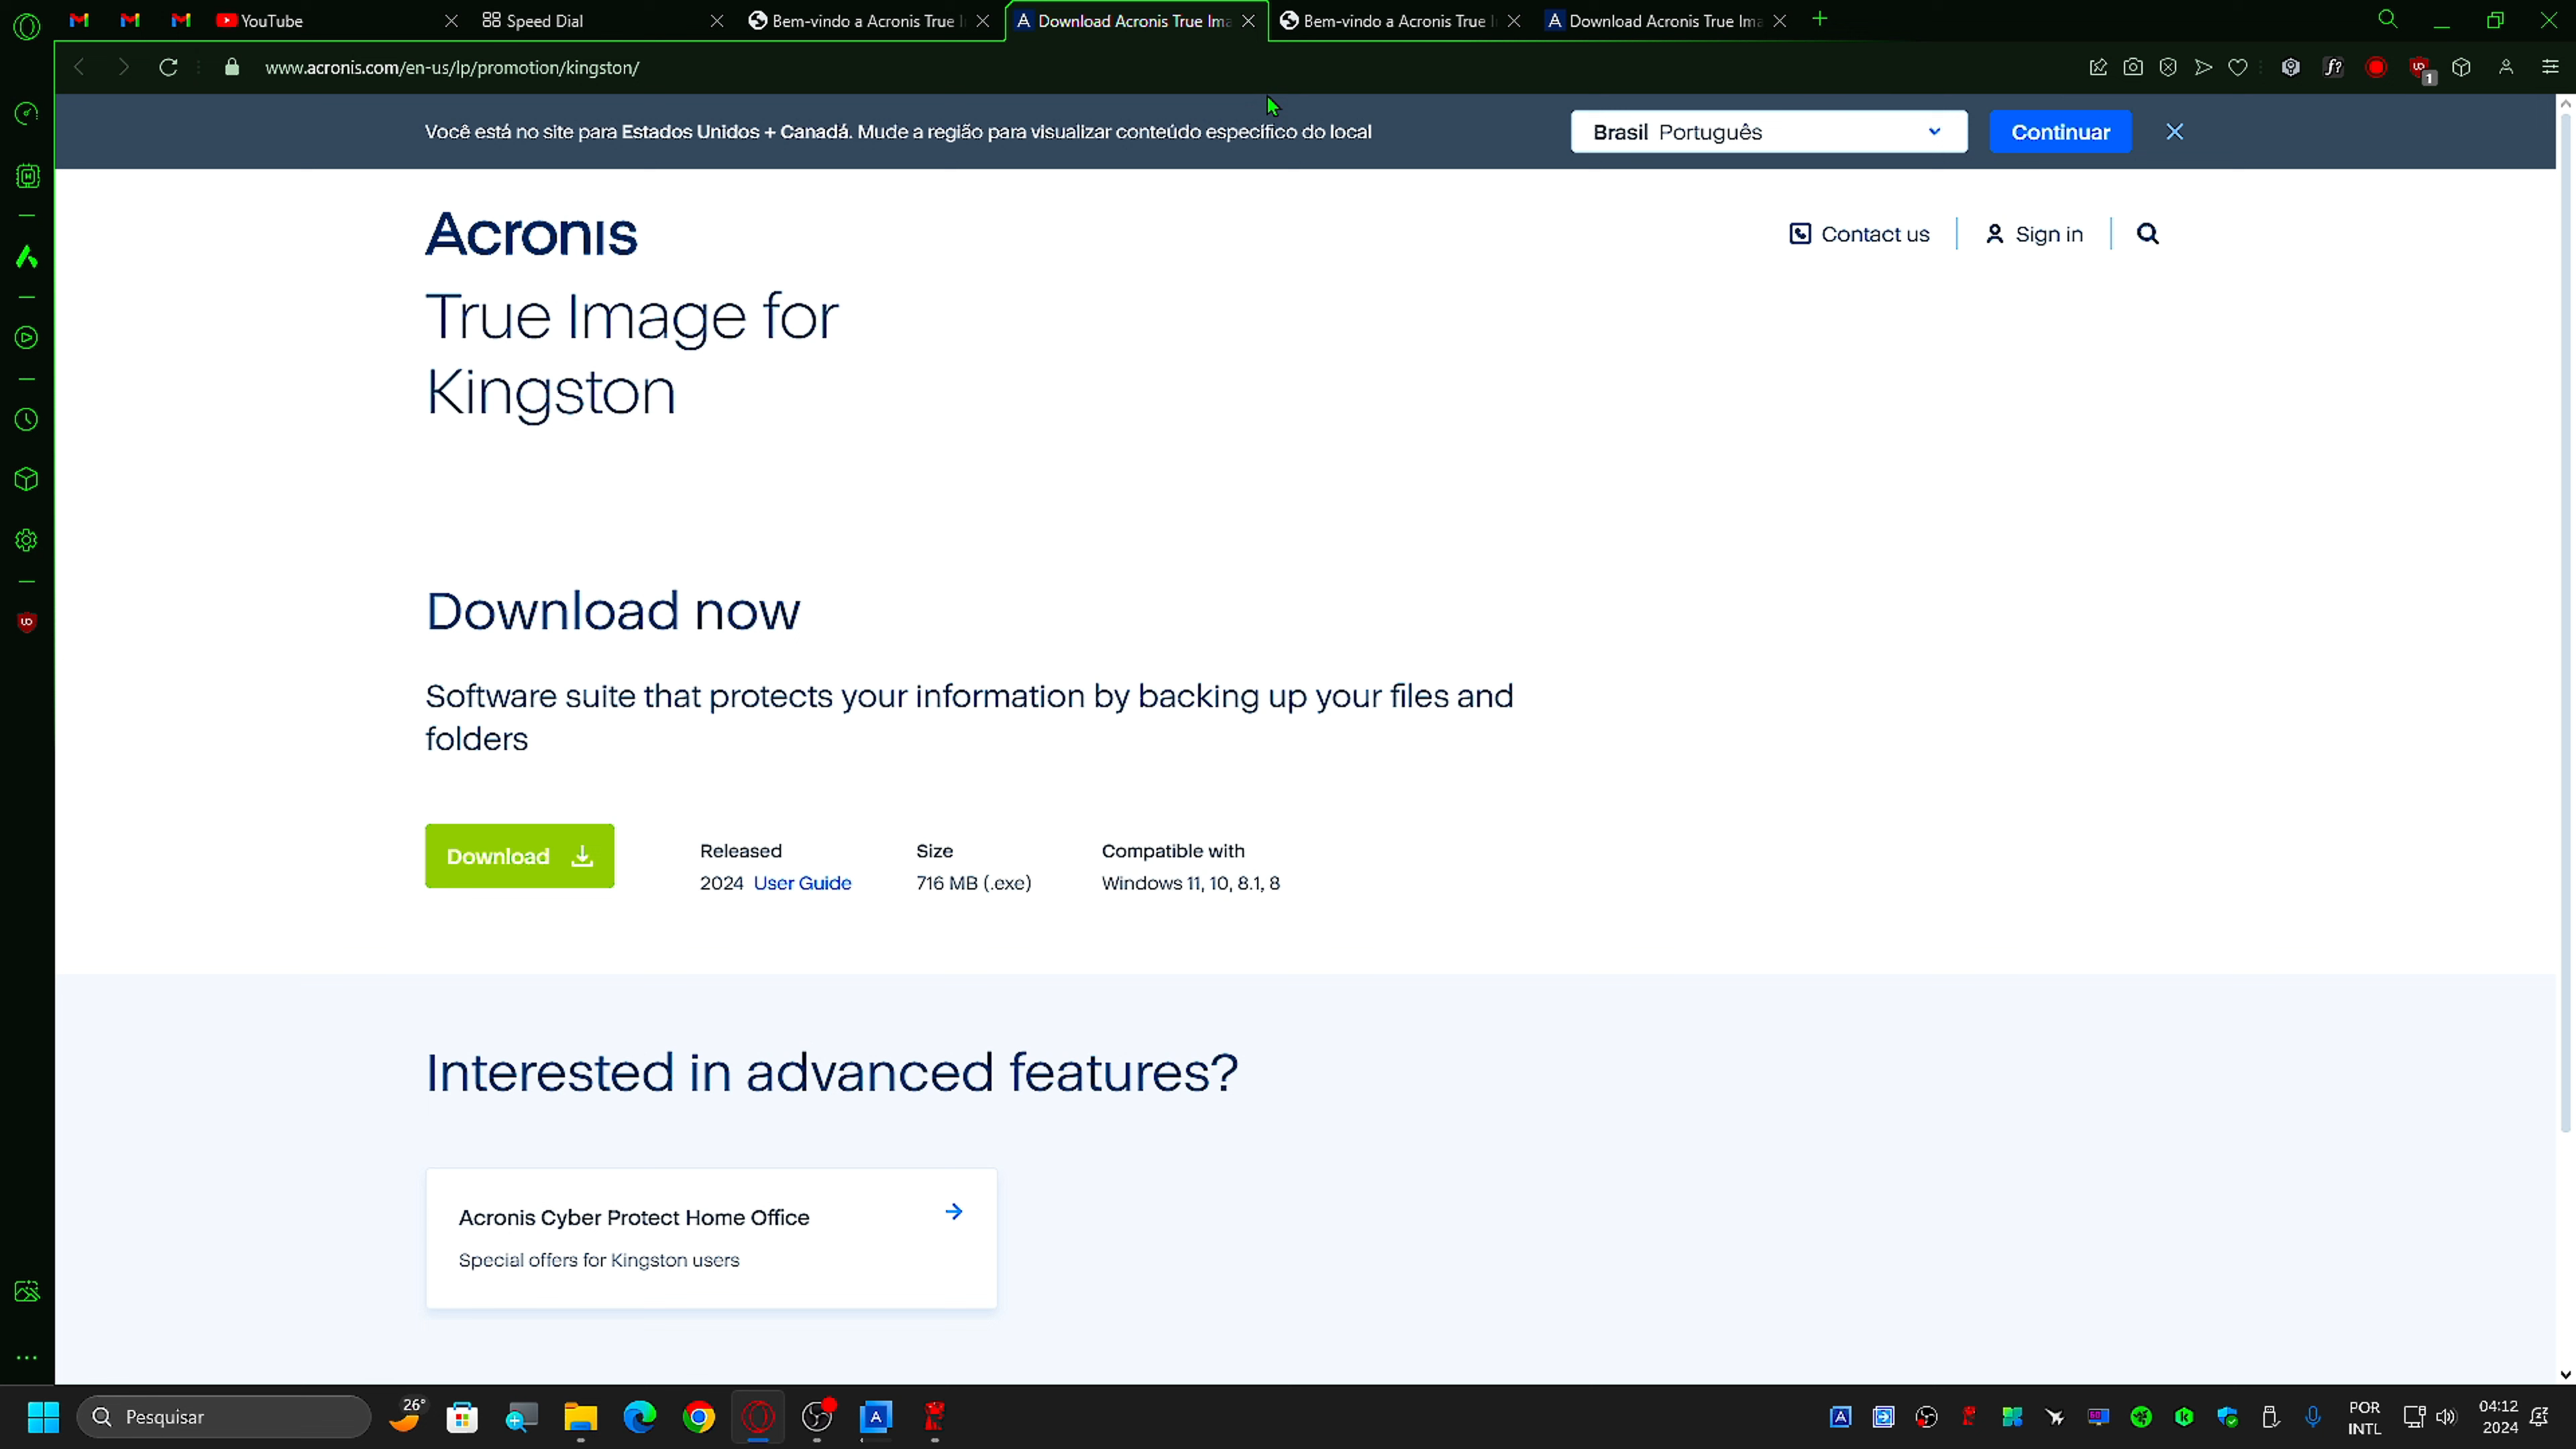 YouTube
Speed Dial
Bem-vindo a Acronis True I
Download Acronis True Ima
Bem-vindo a Acronis True I
Download Acronis True Ima
www.acronis.com/en-us/lp/promotion/kingston/
1
Você está no site para Estados Unidos + Canadá. Mude a região para visualizar conteúdo específico do local
Brasil Português
Continuar
Acronis
Contact us
Sign in
True Image for
Kingston
Download now
Software suite that protects your information by backing up your files and
folders
Download
Released
Size
Compatible with
2024 User Guide
716 MB (.exe)
Windows 11, 10, 8.1, 8
Interested in advanced features?
Acronis Cyber Protect Home Office
Special offers for Kingston users
Pesquisar
26°
POR
INTL
04:12
2024